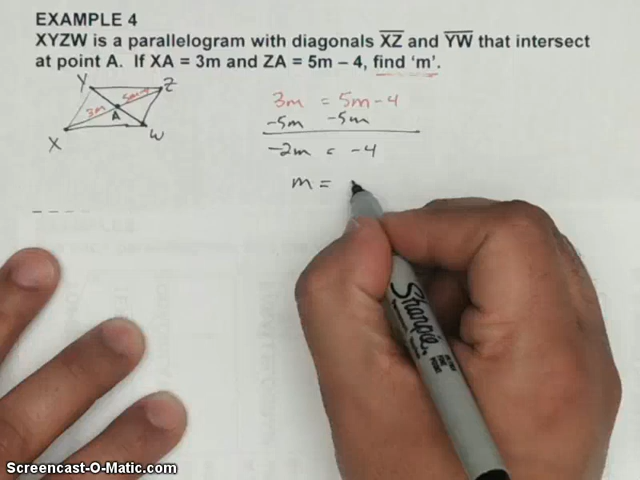 EXAMPLE 4
XYZW is a parallelogram with diagonals XZ and YW that intersect
at point A. If XA = 3m and ZA = 5m – 4, find 'm'.
Y Z
3m 5m-4
A
X W
3m = 5m-4
-5m -5m
-2m = -4
m =
Sharpie
Screencast-O-Matic.com